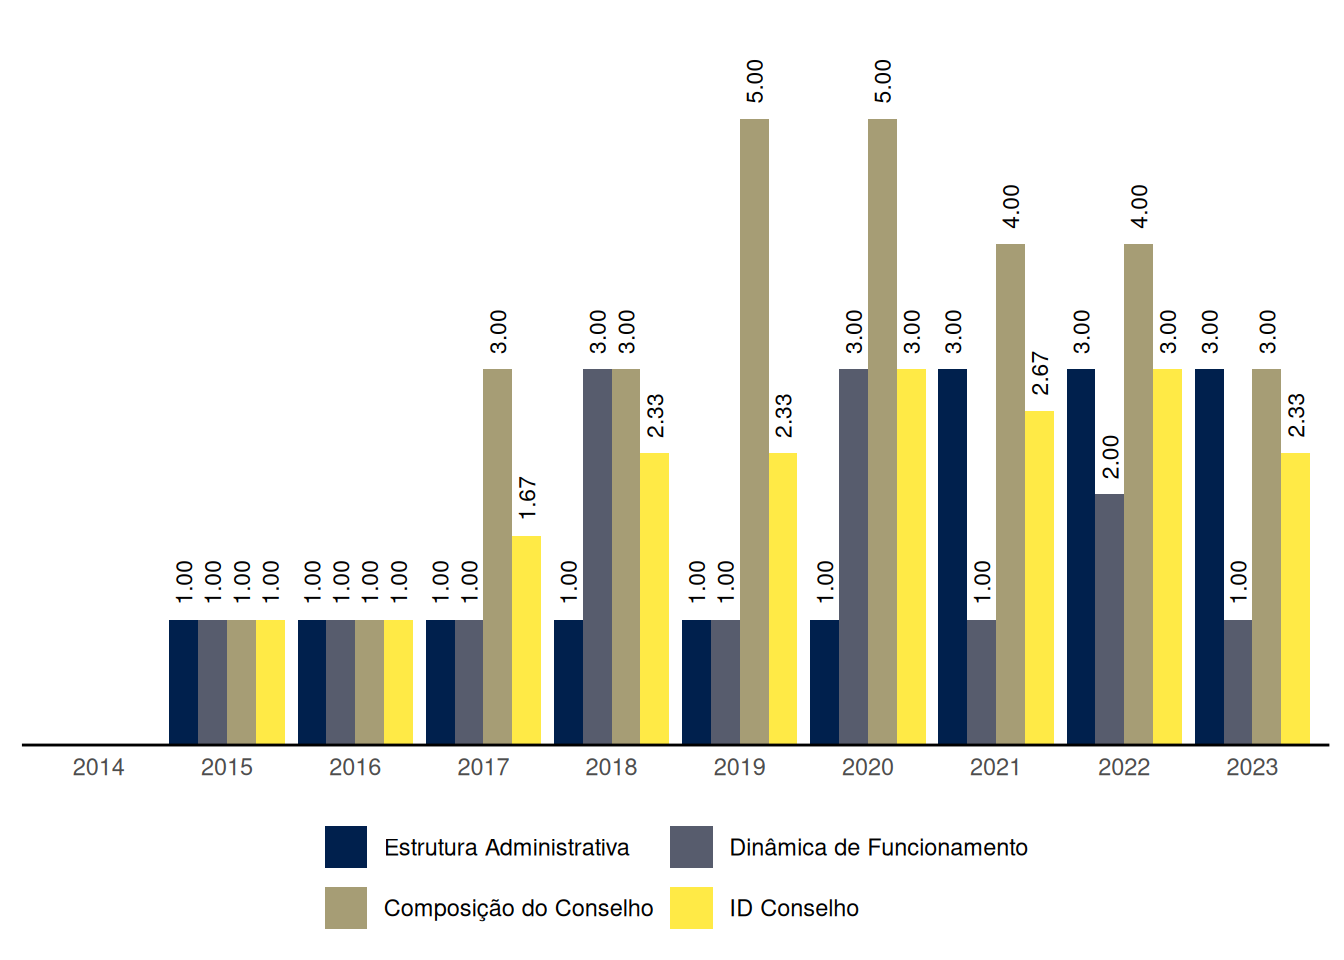 5.00 5.00
4.00 4.00
3.00 3.00 3.00 3.00 3.00 3.00 3.00 3.00 3.00 3.00
2.67
2.33 2.33 2.33
2.00
1.67
1.00 1.00 1.00 1.00 1.00 1.00 1.00 1.00 1.00 1.00 1.00 1.00 1.00 1.00 1.00 1.00
2014 2015 2016 2017 2018 2019 2020 2021 2022 2023
Estrutura Administrativa Dinâmica de Funcionamento
Composição do Conselho ID Conselho